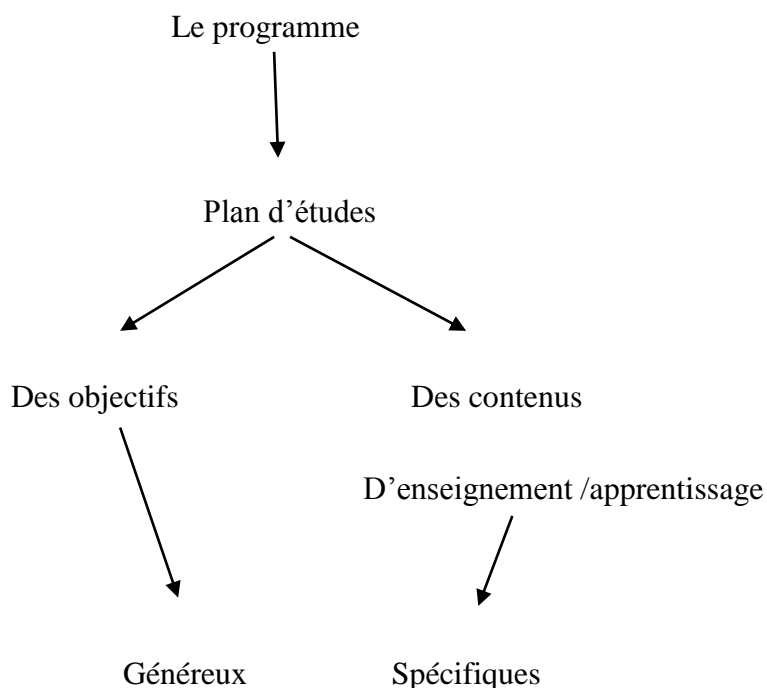 Le programme
Plan d’études
Des objectifs Des contenus
D’enseignement /apprentissage
Généreux Spécifiques